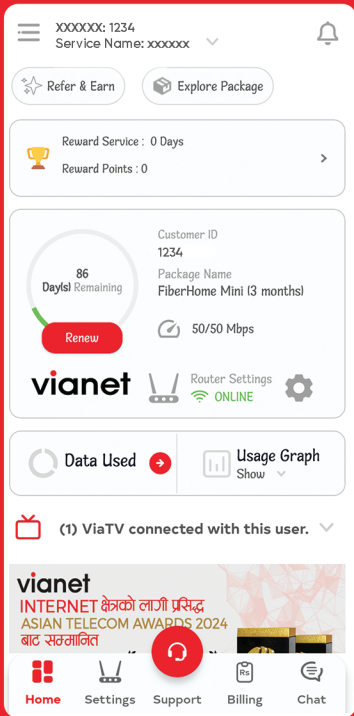 XXXXXX: 1234
Service Name: xxxxxx
Refer & Earn
Explore Package
Reward Service : 0 Days
Reward Points : 0
86
Day(s) Remaining
Renew
Customer ID
1234
Package Name
FiberHome Mini (3 months)
50/50 Mbps
vianet
Router Settings
ONLINE
Data Used
Usage Graph
Show
(1) ViaTV connected with this user.
vianet
INTERNET क्षेत्रको लागी प्रसिद्ध
ASIAN TELECOM AWARDS 2024
बाट सम्मानित
Rs
Home
Settings
Support
Billing
Chat